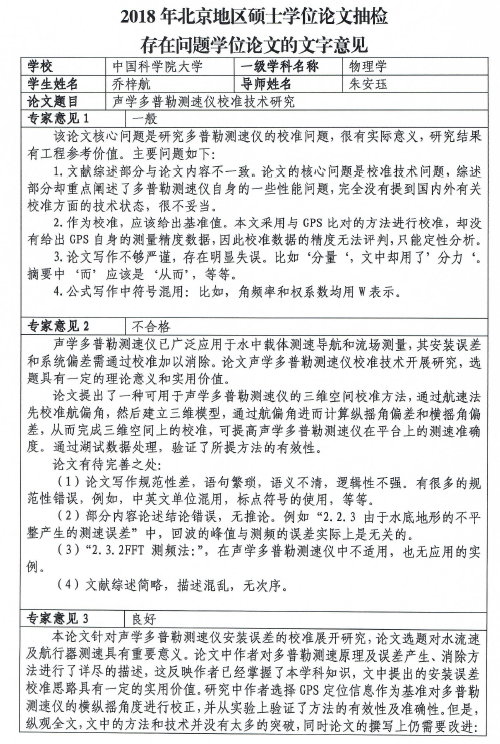 2018 年北京地区硕士学位论文抽检
存在问题学位论文的文字意见
学校 中国科学院大学 一级学科名称 物理学
学生姓名 乔梓航 导师姓名 朱安珏
论文题目 声学多普勒测速仪校准技术研究
专家意见 1 一般
该论文核心问题是研究多普勒测速仪的校准问题，很有实际意义，研究结果
有工程参考价值。主要问题如下：
1.文献综述部分与论文内容不一致。论文的核心问题是校准技术问题，综述
部分却重点阐述了多普勒测速仪自身的一些性能问题，完全没有提到国内外有关
校准方面的技术状态，很不妥当。
2.作为校准，应该给出基准值。本文采用与GPS 比对的方法进行校准，却没
有给出 GPS 自身的测量精度数据，因此校准数据的精度无法评判，只能定性分析。
3.论文写作不够严谨，存在明显失误。比如‘分量‘，文中却用了’分力‘。
摘要中‘而’应该是‘从而’，等等。
4.公式写作中符号混用：比如，角频率和权系数均用 W 表示。
专家意见 2 不合格
声学多普勒测速仪已广泛应用于水中载体测速导航和流场测量，其安装误差
和系统偏差需通过校准加以消除。论文声学多普勒测速仪校准技术开展研究，选
题具有一定的理论意义和实用价值。
论文提出了一种可用于声学多普勒测速仪的三维空间校准方法，通过航速法
先校准航偏角，然后建立三维模型，通过航偏角进而计算纵摇角偏差和横摇角偏
差，从而完成三维空间上的校准，可提高声学多普勒测速仪在平台上的测速准确
度。通过湖试数据处理，验证了所提方法的有效性。
论文有待完善之处：
（1）论文写作规范性差，语句繁琐，语义不清，逻辑性不强。有很多的规
范性错误，例如，中英文单位混用，标点符号的使用，等等。
（2）部分内容论述结论错误，无推论。例如“2.2.3 由于水底地形的不平
整产生的测速误差”中，回波的峰值与测频的误差实际上是无关的。
（3）“2.3.2FFT 测频法：”，在声学多普勒测速仪中不适用，也无应用的实
例。
（4）文献综述简略，描述混乱，无次序。
专家意见 3 良好
本论文针对声学多普勒测速仪安装误差的校准展开研究，论文选题对水流速
及航行器测速具有重要意义。论文中作者对多普勒测速原理及误差产生、消除方
法进行了详尽的描述，这反映作者已经掌握了本学科知识，文中提出的安装误差
校准思路具有一定的实用价值。研究中作者选择 GPS 定位信息作为基准对多普勒
测速仪的横纵摇角度进行校正，并从实验上验证了方法的有效性及准确性。但是，
纵观全文，文中的方法和技术并没有太多的突破，同时论文的撰写上仍需要改进：